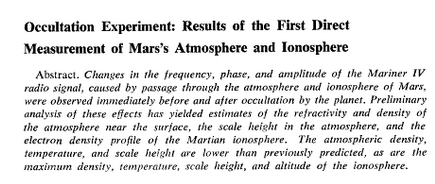 Occultation Experiment: Results of the First Direct
Measurement of Mars's Atmosphere and Ionosphere
Abstract. Changes in the frequency, phase, and amplitude of the Mariner IV
radio signal, caused by passage through the atmosphere and ionosphere of Mars,
were observed immediately before and after occultation by the planet. Preliminary
analysis of these effects has yielded estimates of the refractivity and density of
the atmosphere near the surface, the scale height in the atmosphere, and the
electron density profile of the Martian ionosphere. The atmospheric density,
temperature, and scale height are lower than previously predicted, as are the
maximum density, temperature, scale height, and altitude of the ionosphere.